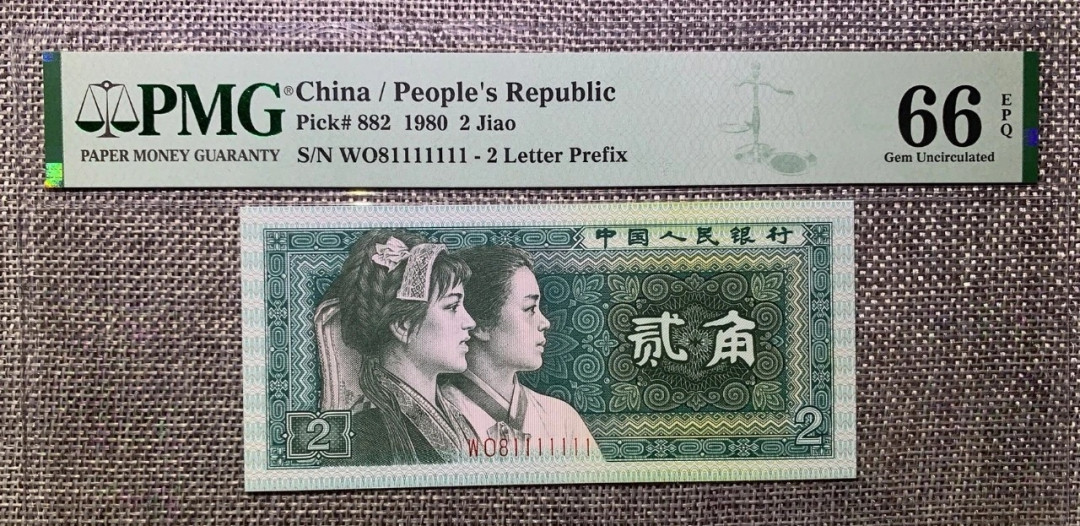 PMG® China / People's Republic
Pick# 882 1980 2 Jiao
PAPER MONEY GUARANTY S/N WO81111111 - 2 Letter Prefix
66 EPQ
Gem Uncirculated
中国人民银行
贰角
2 WO81111111 2